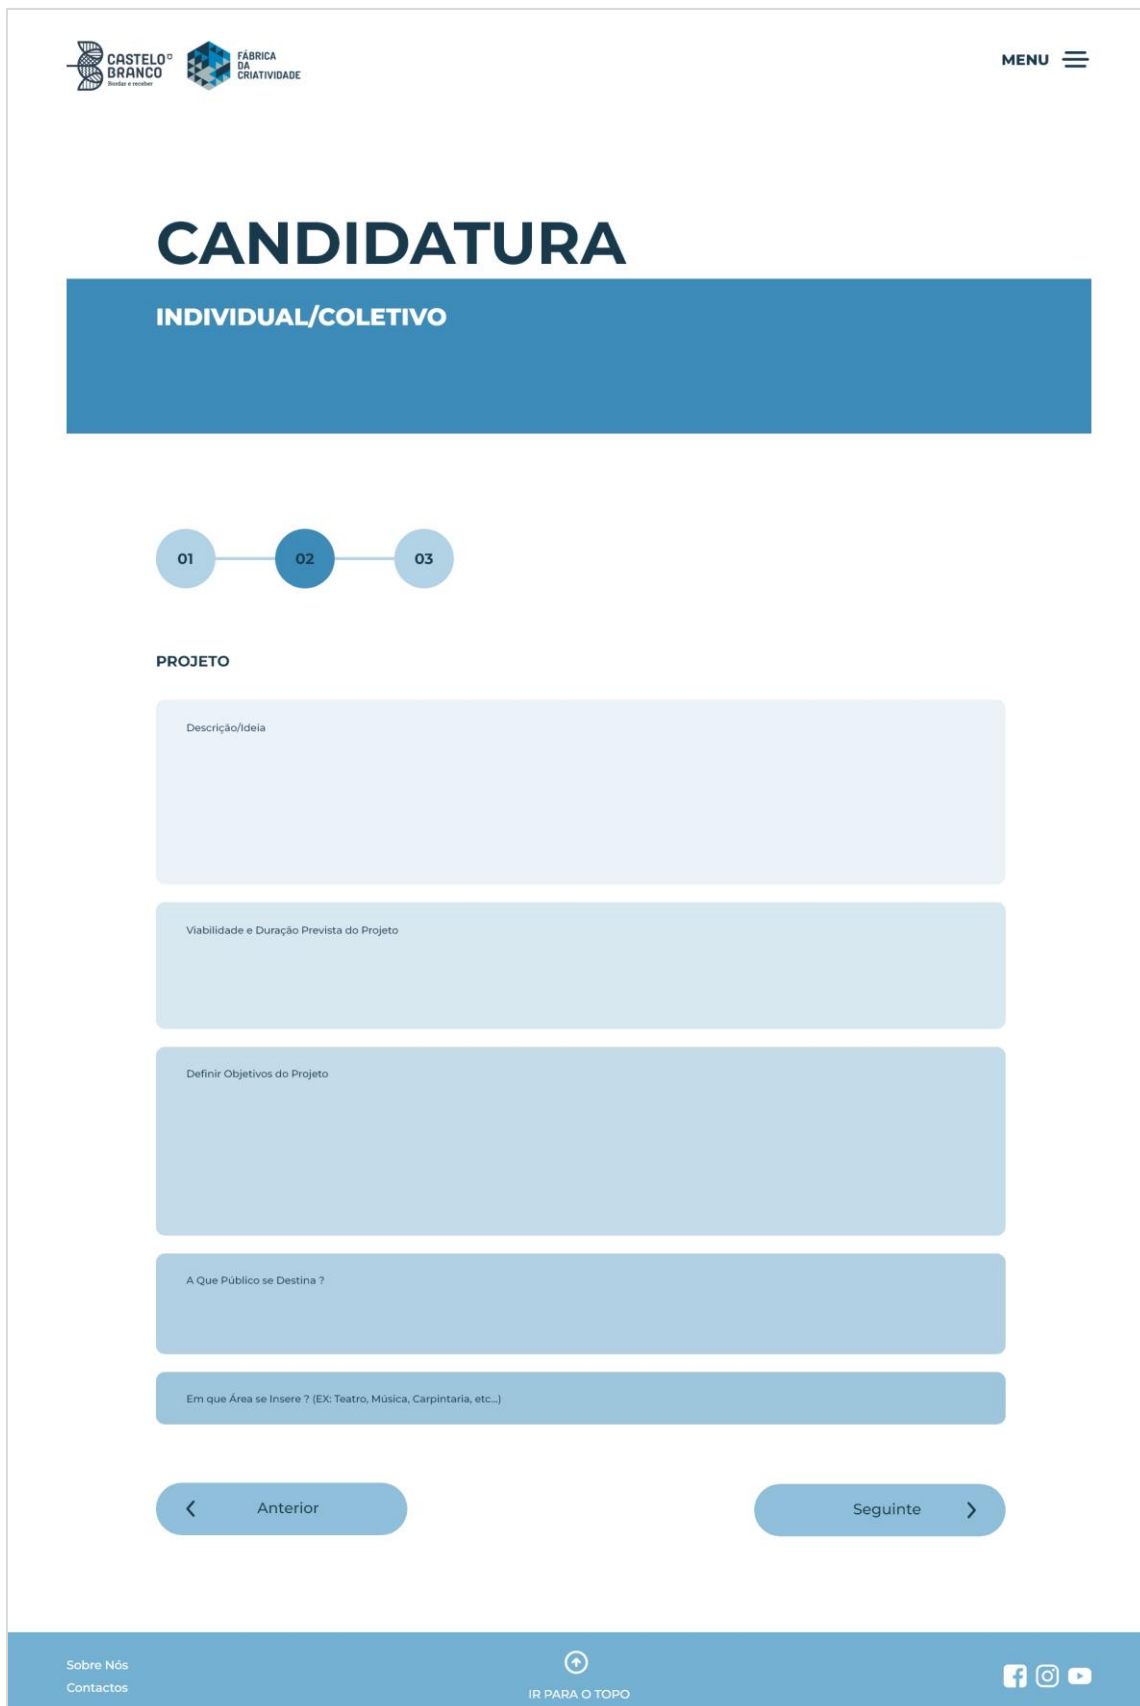 CASTELO
BRANCO
Bordar e receber
FÁBRICA
DA
CRIATIVIDADE
MENU
CANDIDATURA
INDIVIDUAL/COLETIVO
01
02
03
PROJETO
Descrição/Ideia
Viabilidade e Duração Prevista do Projeto
Definir Objetivos do Projeto
A Que Público se Destina ?
Em que Área se Insere ? (EX: Teatro, Música, Carpintaria, etc...)
Anterior
Seguinte
Sobre Nós
Contactos
IR PARA O TOPO